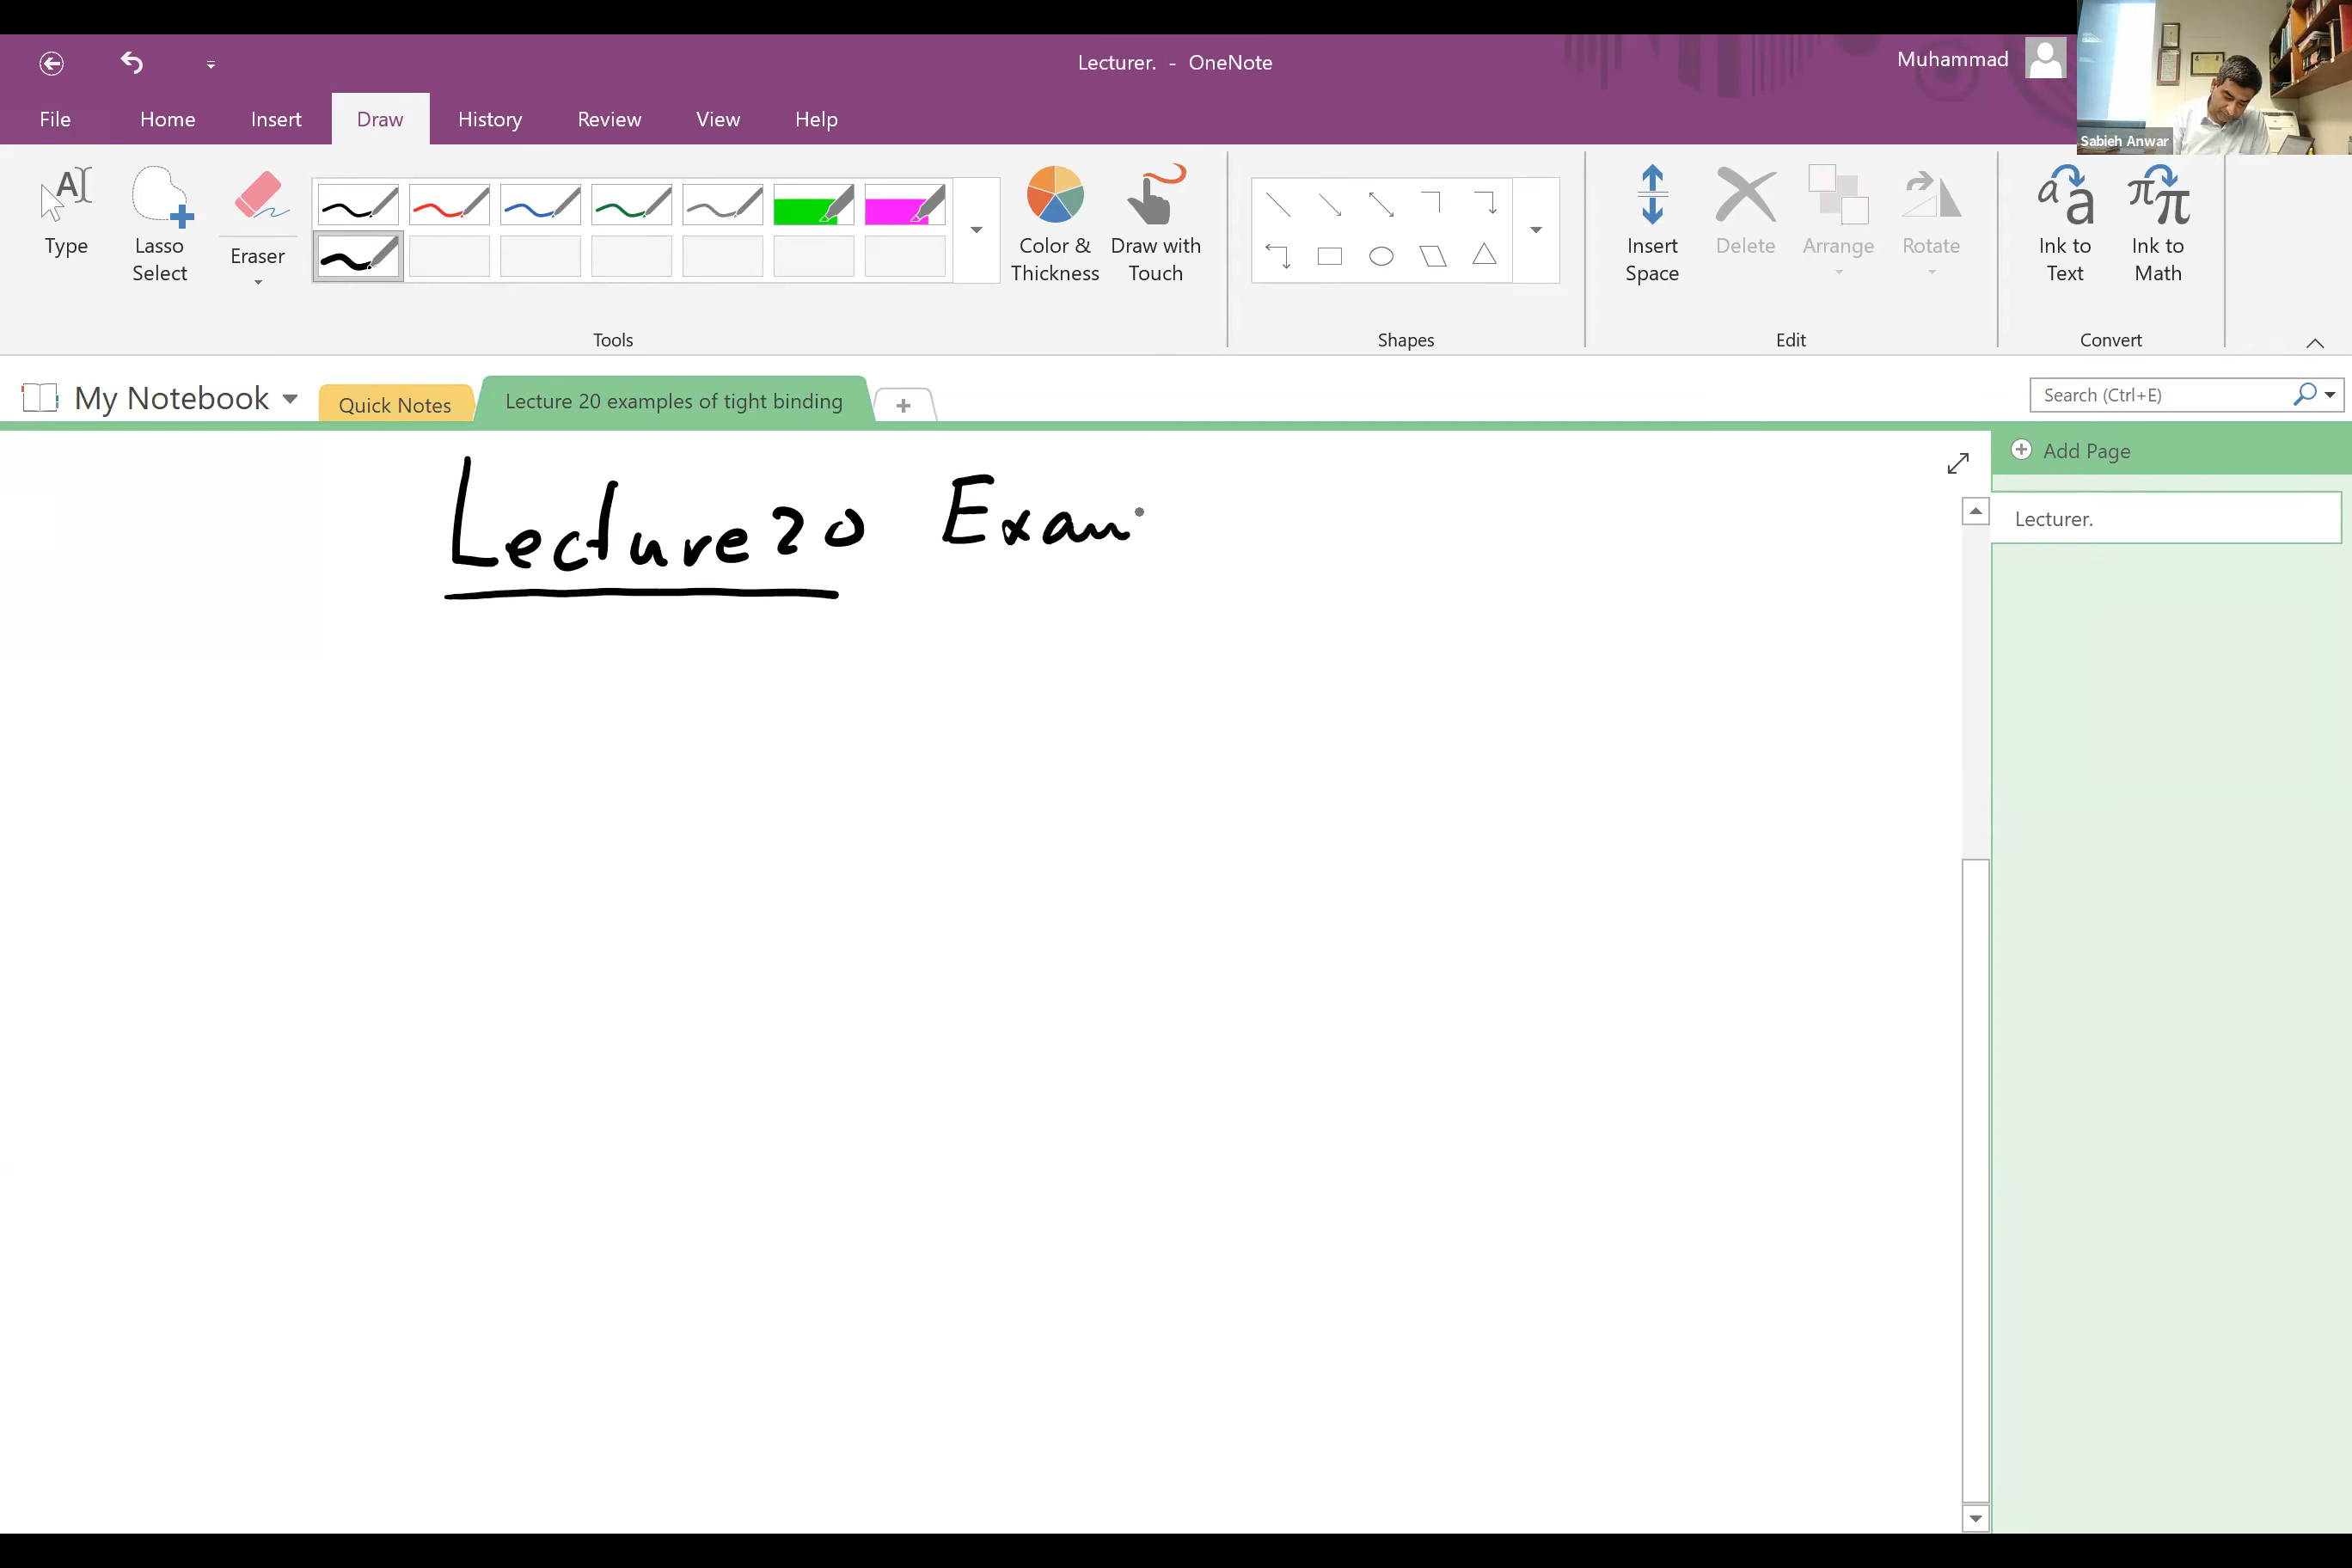 Lecturer. - OneNote
Muhammad
Sabieh Anwar
File Home Insert Draw History Review View Help
Type
Lasso Select
Eraser
Color & Thickness
Draw with Touch
Insert Space
Delete
Arrange
Rotate
Ink to Text
Ink to Math
Tools
Shapes
Edit
Convert
My Notebook
Quick Notes
Lecture 20 examples of tight binding
Search (Ctrl+E)
Add Page
Lecturer.
Lecture 20 Exam